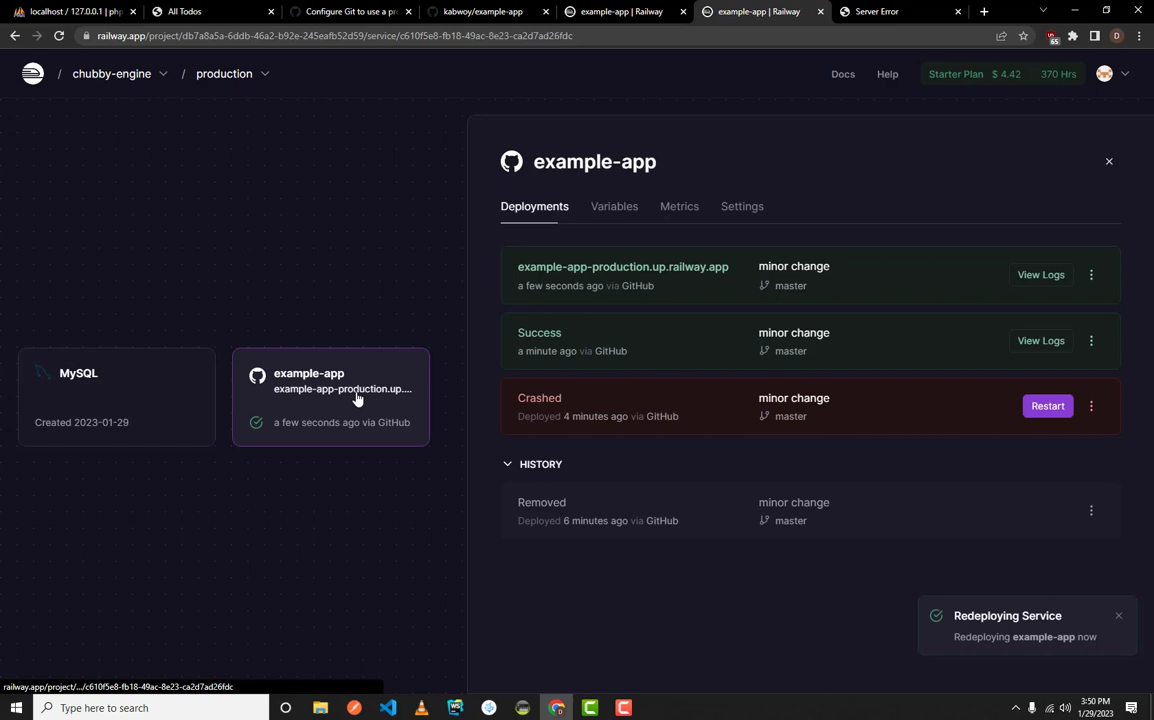 localhost / 127.0.0.1 | php
All Todos
Configure Git to use a pro
kabwoy/example-app
example-app | Railway
example-app | Railway
Server Error
railway.app/project/db7a8a5a-6ddb-46a2-b92e-245eafb52d59/service/c610f5e8-fb18-49ac-8e23-ca2d7ad26fdc
65
D
/ chubby-engine / production
Docs
Help
Starter Plan $ 4.42 370 Hrs
example-app
Deployments
Variables
Metrics
Settings
example-app-production.up.railway.app
minor change
View Logs
a few seconds ago via GitHub
master
Success
minor change
View Logs
a minute ago via GitHub
master
Crashed
minor change
Restart
Deployed 4 minutes ago via GitHub
master
HISTORY
Removed
minor change
Deployed 6 minutes ago via GitHub
master
MySQL
Created 2023-01-29
example-app
example-app-production.up....
a few seconds ago via GitHub
Redeploying Service
Redeploying example-app now
railway.app/project/.../c610f5e8-fb18-49ac-8e23-ca2d7ad26fdc
Type here to search
3:50 PM
1/29/2023